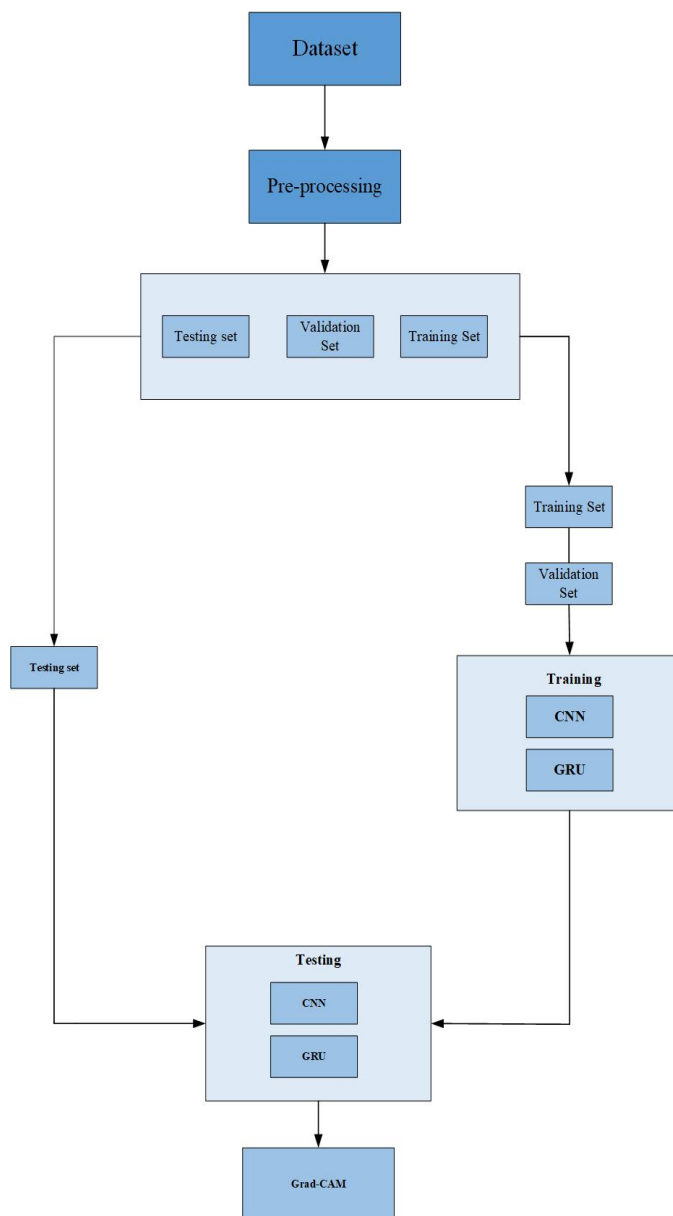 Dataset
Pre-processing
Testing set
Validation
Set
Training Set
Training Set
Validation
Set
Testing set
Training
CNN
GRU
Testing
CNN
GRU
Grad-CAM